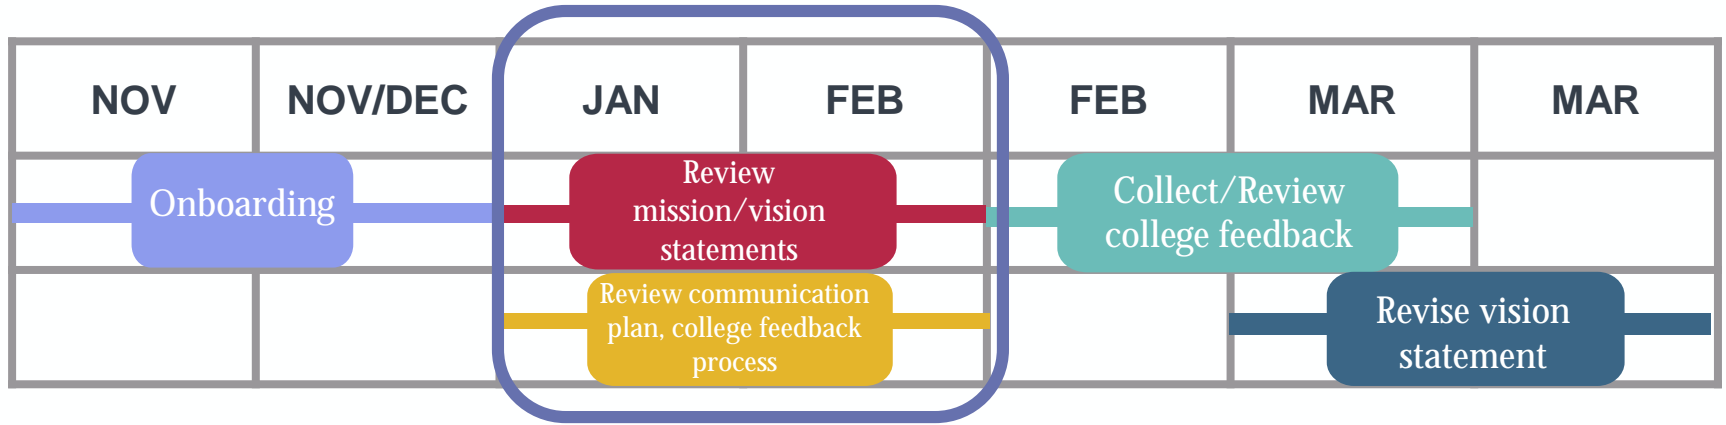 NOV NOV/DEC JAN FEB FEB MAR MAR
Onboarding
Review
mission/vision
statements
Collect/Review
college feedback
Review communication
plan, college feedback
process
Revise vision
statement